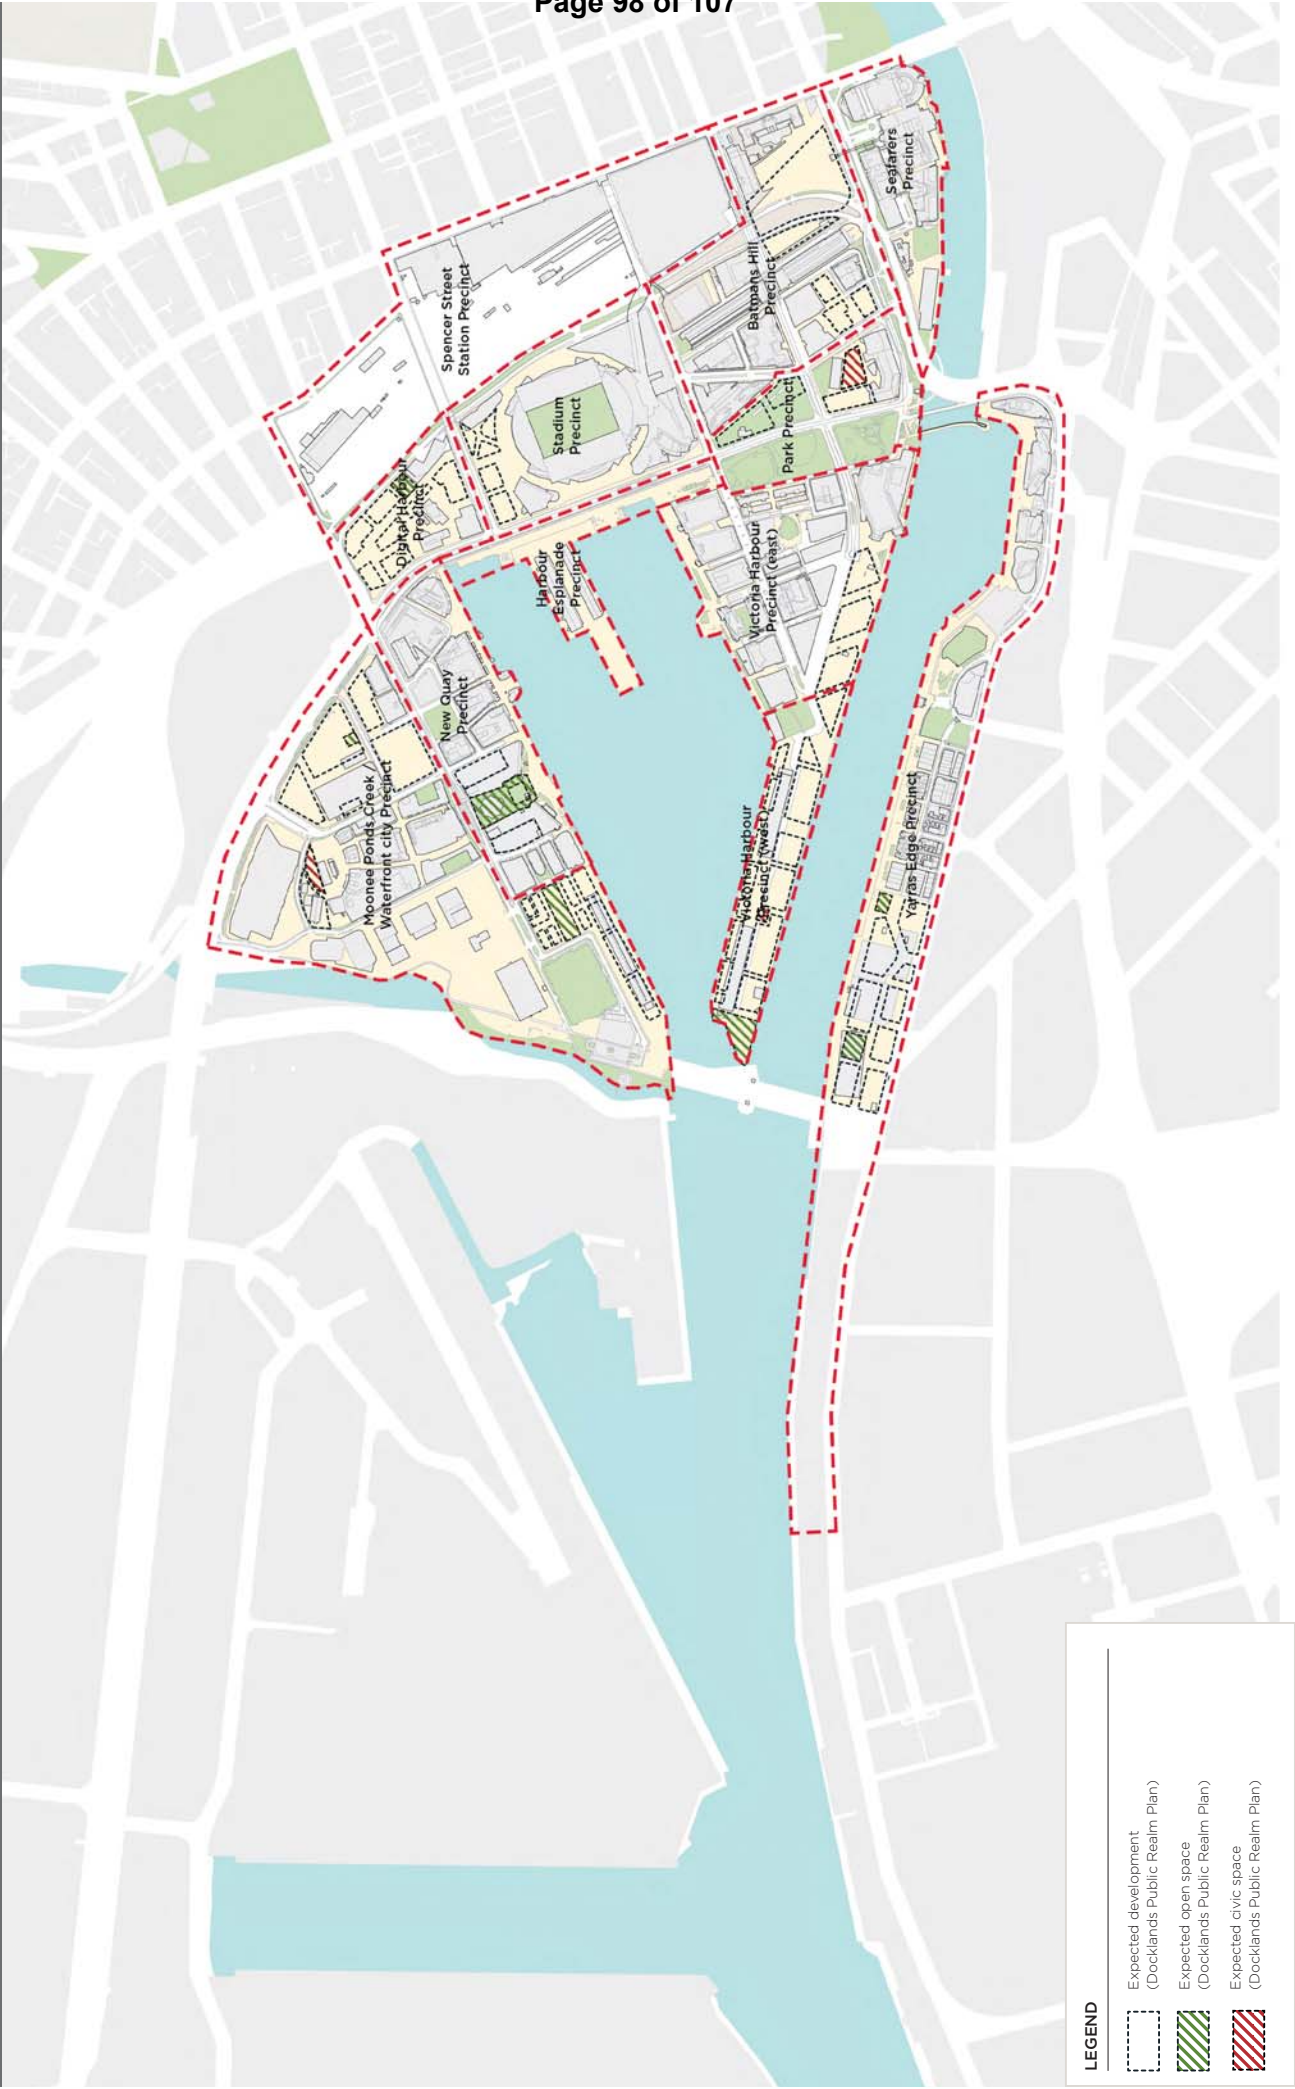 Page 98 of 107
Seafarers
Precinct
Spencer Street
Station Precinct
Batmans Hill
Precinct
Stadium
Precinct
Park Precinct
Digital Harbour
Precinct
Harbour
Esplanade
Precinct
Victoria Harbour
Precinct (east)
New Quay
Precinct
Moonee Ponds Creek /
Waterfront city Precinct
Victoria Harbour
Precinct (west)
Yarras Edge Precinct
LEGEND
Expected development
(Docklands Public Realm Plan)
Expected open space
(Docklands Public Realm Plan)
Expected civic space
(Docklands Public Realm Plan)